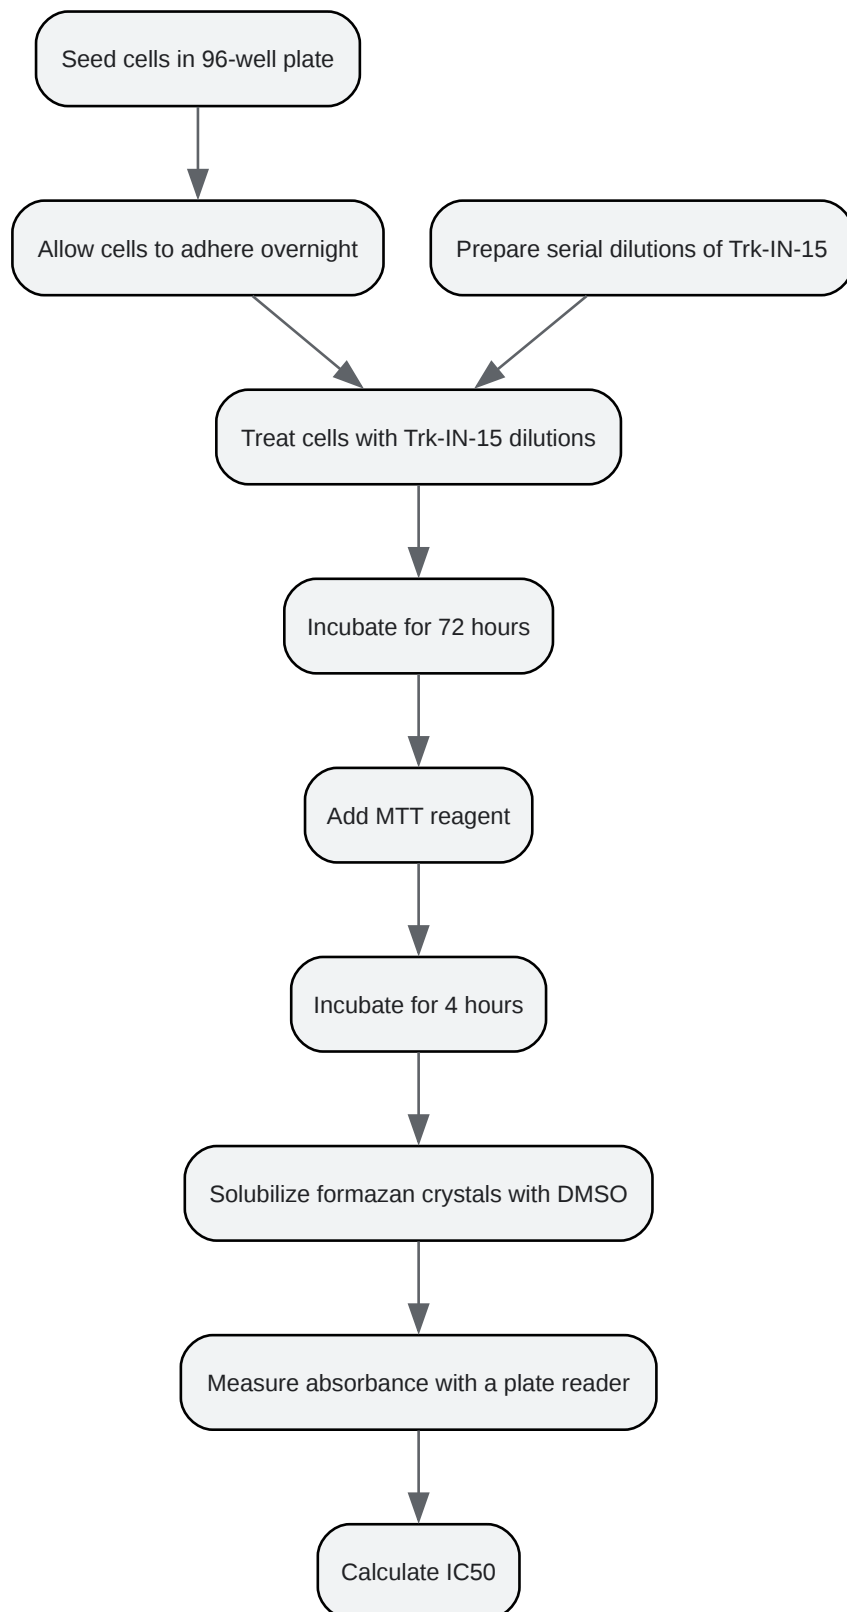 Seed cells in 96-well plate
Allow cells to adhere overnight
Prepare serial dilutions of Trk-IN-15
Treat cells with Trk-IN-15 dilutions
Incubate for 72 hours
Add MTT reagent
Incubate for 4 hours
Solubilize formazan crystals with DMSO
Measure absorbance with a plate reader
Calculate IC50